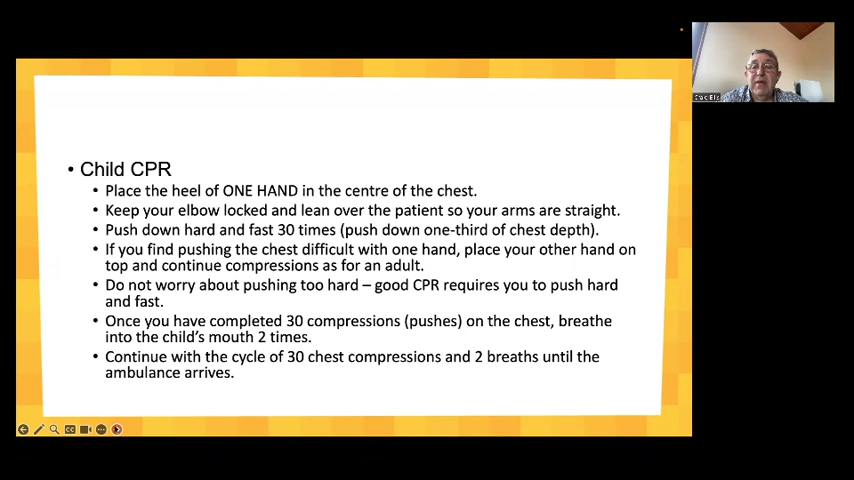 • Child CPR
• Place the heel of ONE HAND in the centre of the chest.
• Keep your elbow locked and lean over the patient so your arms are straight.
• Push down hard and fast 30 times (push down one-third of chest depth).
• If you find pushing the chest difficult with one hand, place your other hand on
top and continue compressions as for an adult.
• Do not worry about pushing too hard – good CPR requires you to push hard
and fast.
• Once you have completed 30 compressions (pushes) on the chest, breathe
into the child's mouth 2 times.
• Continue with the cycle of 30 chest compressions and 2 breaths until the
ambulance arrives.